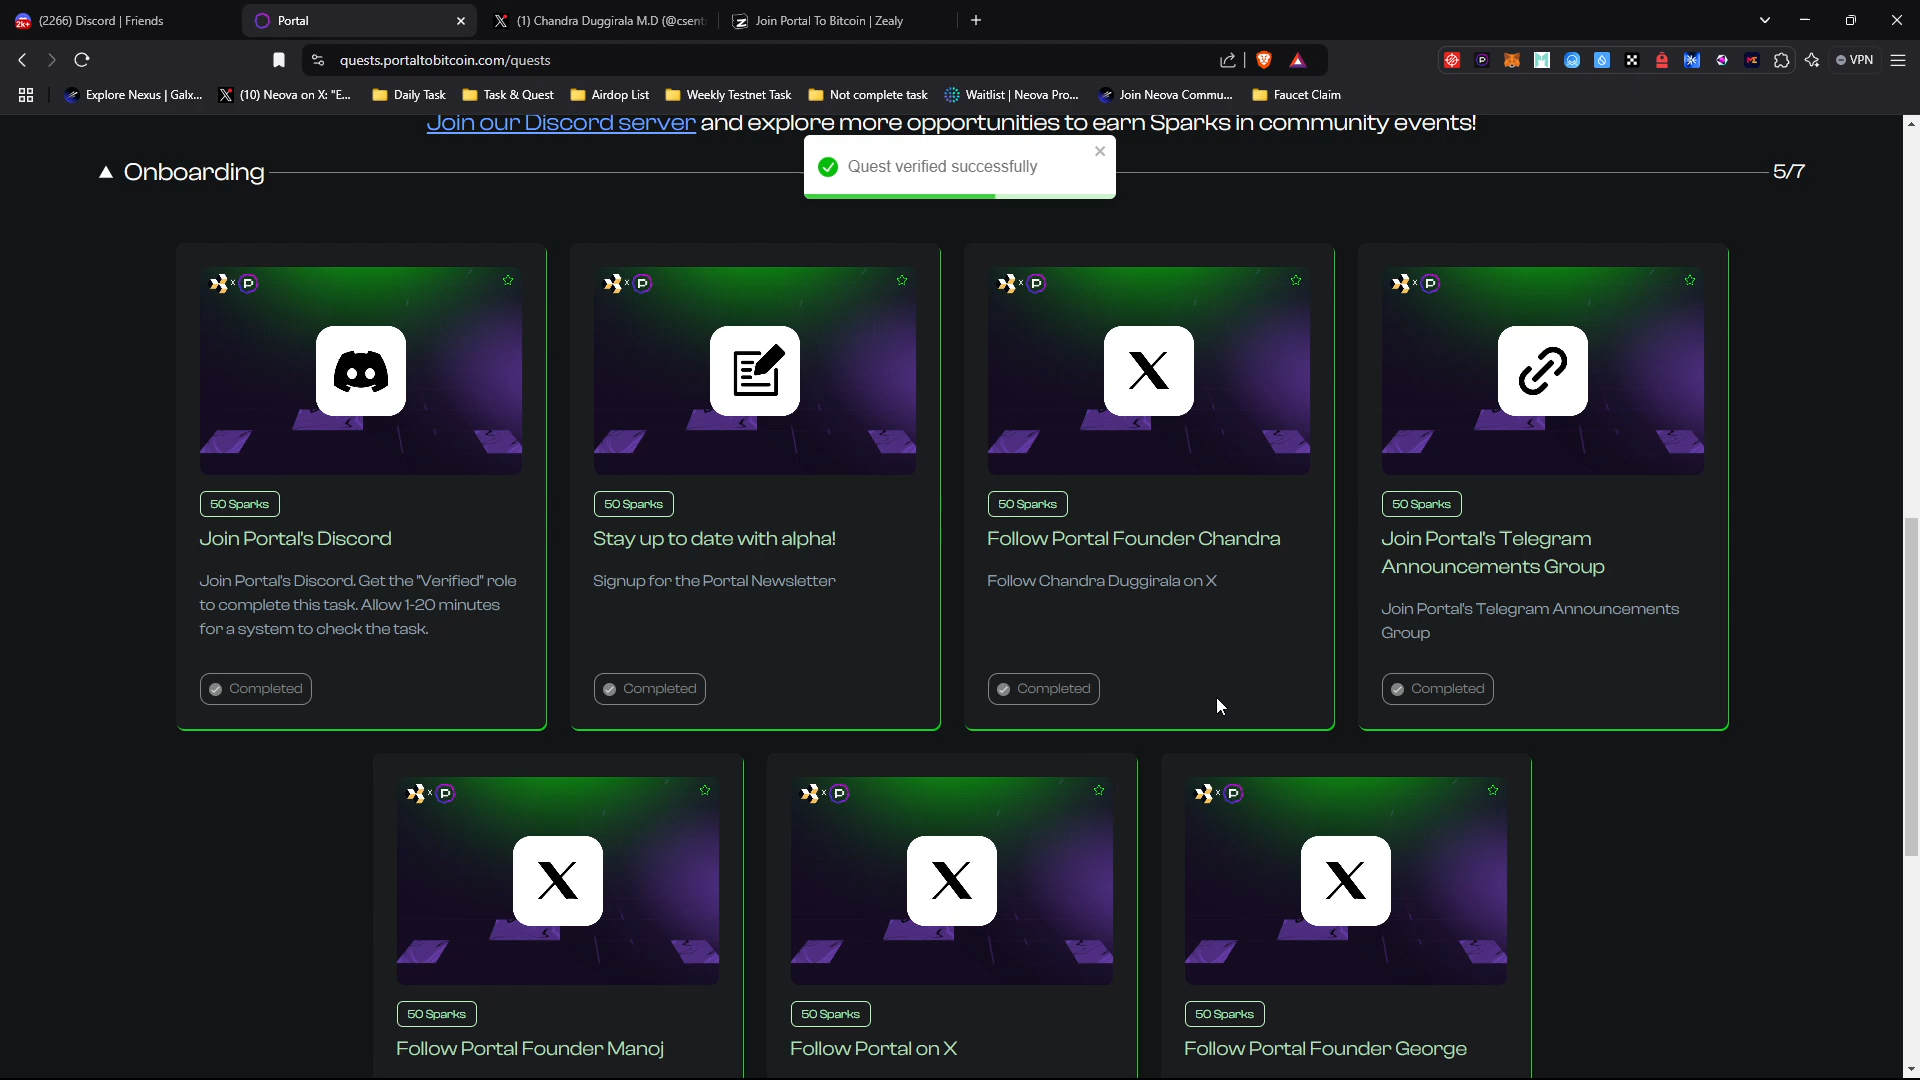 (2266) Discord | Friends
Portal
(1) Chandra Duggirala M.D (@csent
Join Portal To Bitcoin | Zealy
quests.portaltobitcoin.com/quests
VPN
Explore Nexus | Galx...
(10) Neova on X: "E...
Daily Task
Task & Quest
Airdop List
Weekly Testnet Task
Not complete task
Waitlist | Neova Pro...
Join Neova Commu...
Faucet Claim
Join our Discord server and explore more opportunities to earn Sparks in community events!
Onboarding
5/7
Quest verified successfully
50 Sparks
Join Portal's Discord
Join Portal's Discord. Get the "Verified" role
to complete this task. Allow 1-20 minutes
for a system to check the task.
Completed
50 Sparks
Stay up to date with alpha!
Signup for the Portal Newsletter
Completed
50 Sparks
Follow Portal Founder Chandra
Follow Chandra Duggirala on X
Completed
50 Sparks
Join Portal's Telegram
Announcements Group
Join Portal's Telegram Announcements
Group
Completed
50 Sparks
Follow Portal Founder Manoj
50 Sparks
Follow Portal on X
50 Sparks
Follow Portal Founder George